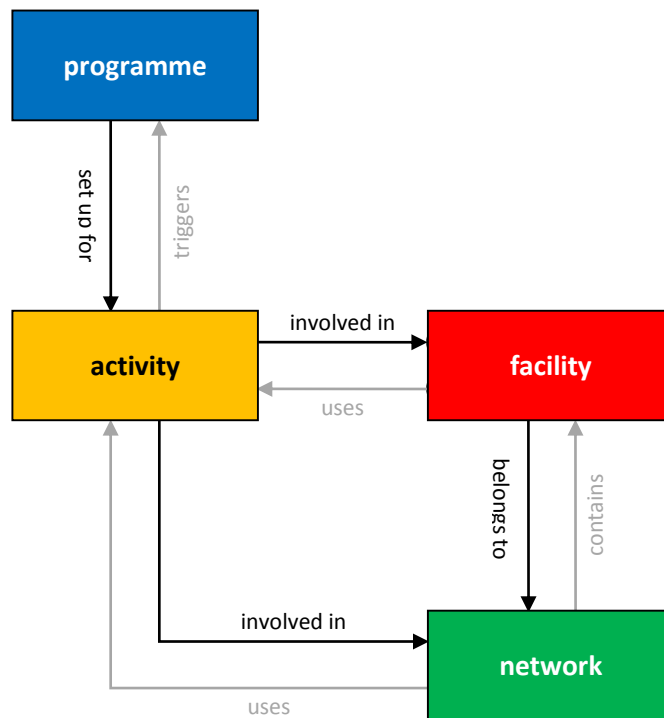 programme
set up for
triggers
activity
involved in
uses
facility
belongs to
contains
involved in
uses
network